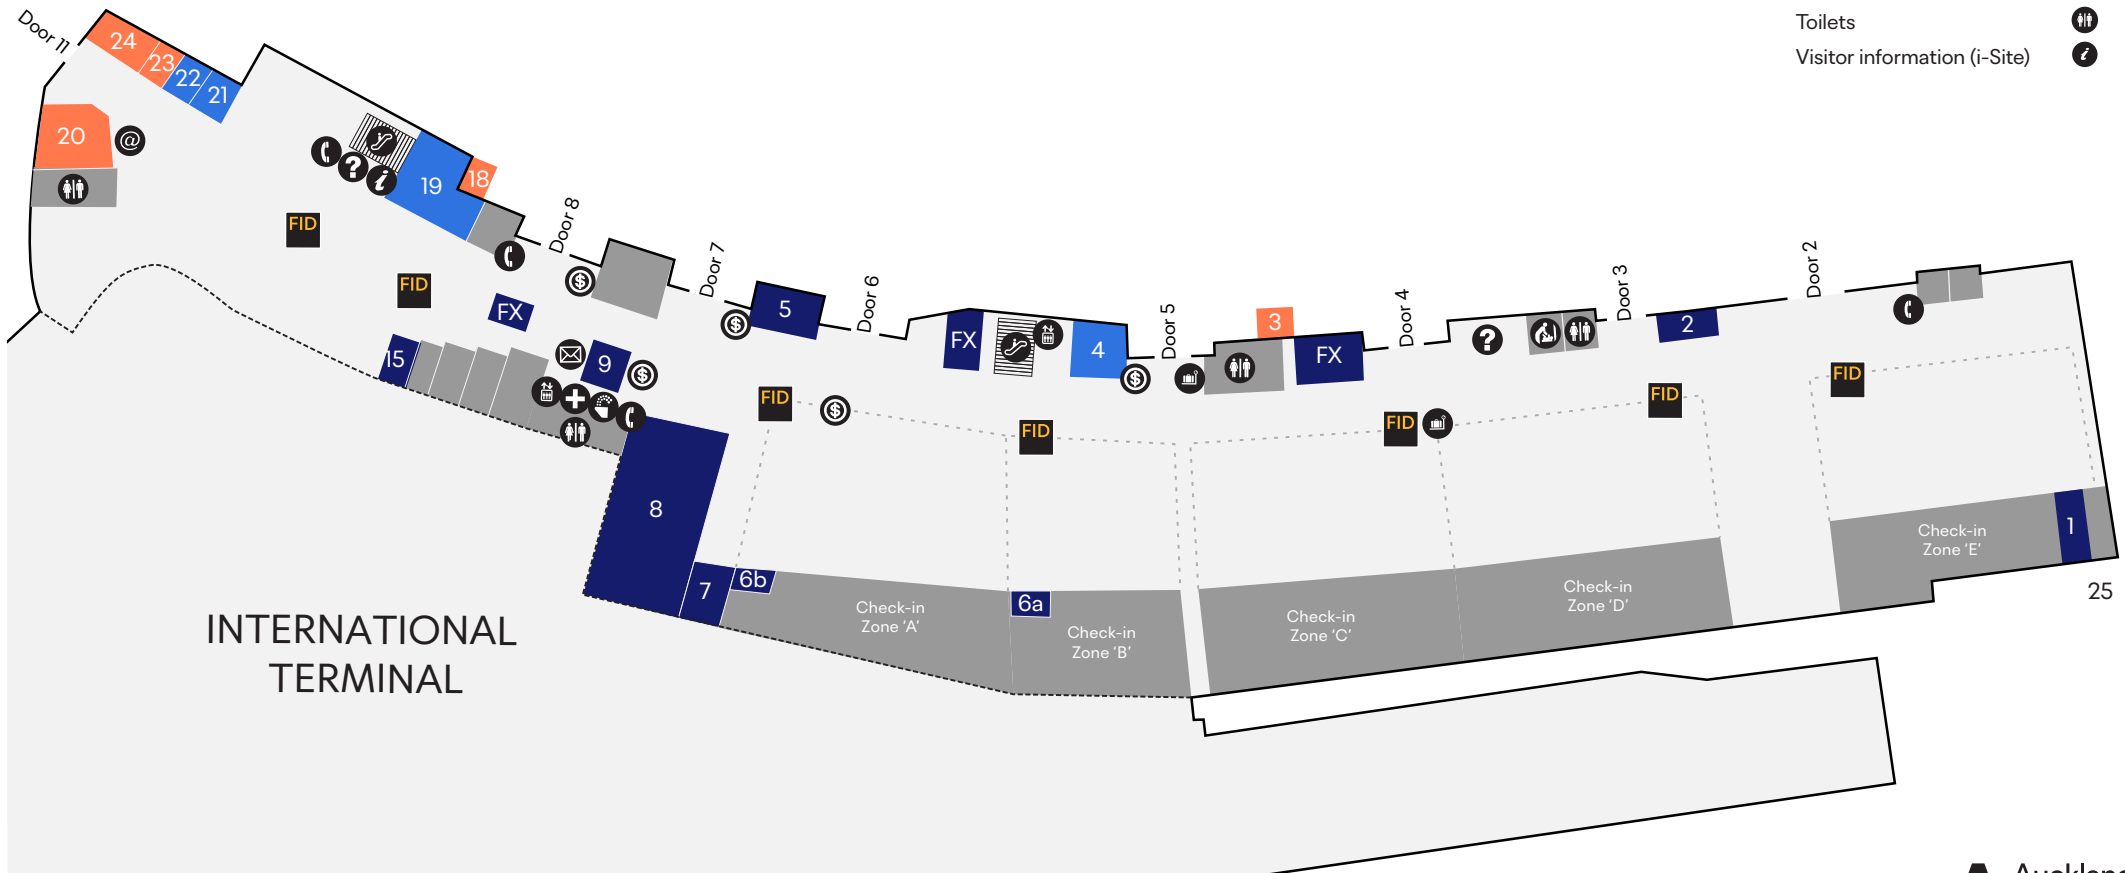 Toilets
Visitor information (i-Site)
Door 11
24
23
22
21
20
@
?
i
19
18
Door 8
Door 7
Door 6
Door 5
Door 4
Door 3
Door 2
FID
FID
FX
15
9
$
$
$
5
FX
4
$
3
FX
?
2
FID
$
FID
FID
FID
FID
8
7
6b
6a
Check-in
Zone 'A'
Check-in
Zone 'B'
Check-in
Zone 'C'
Check-in
Zone 'D'
Check-in
Zone 'E'
1
25
INTERNATIONAL
TERMINAL